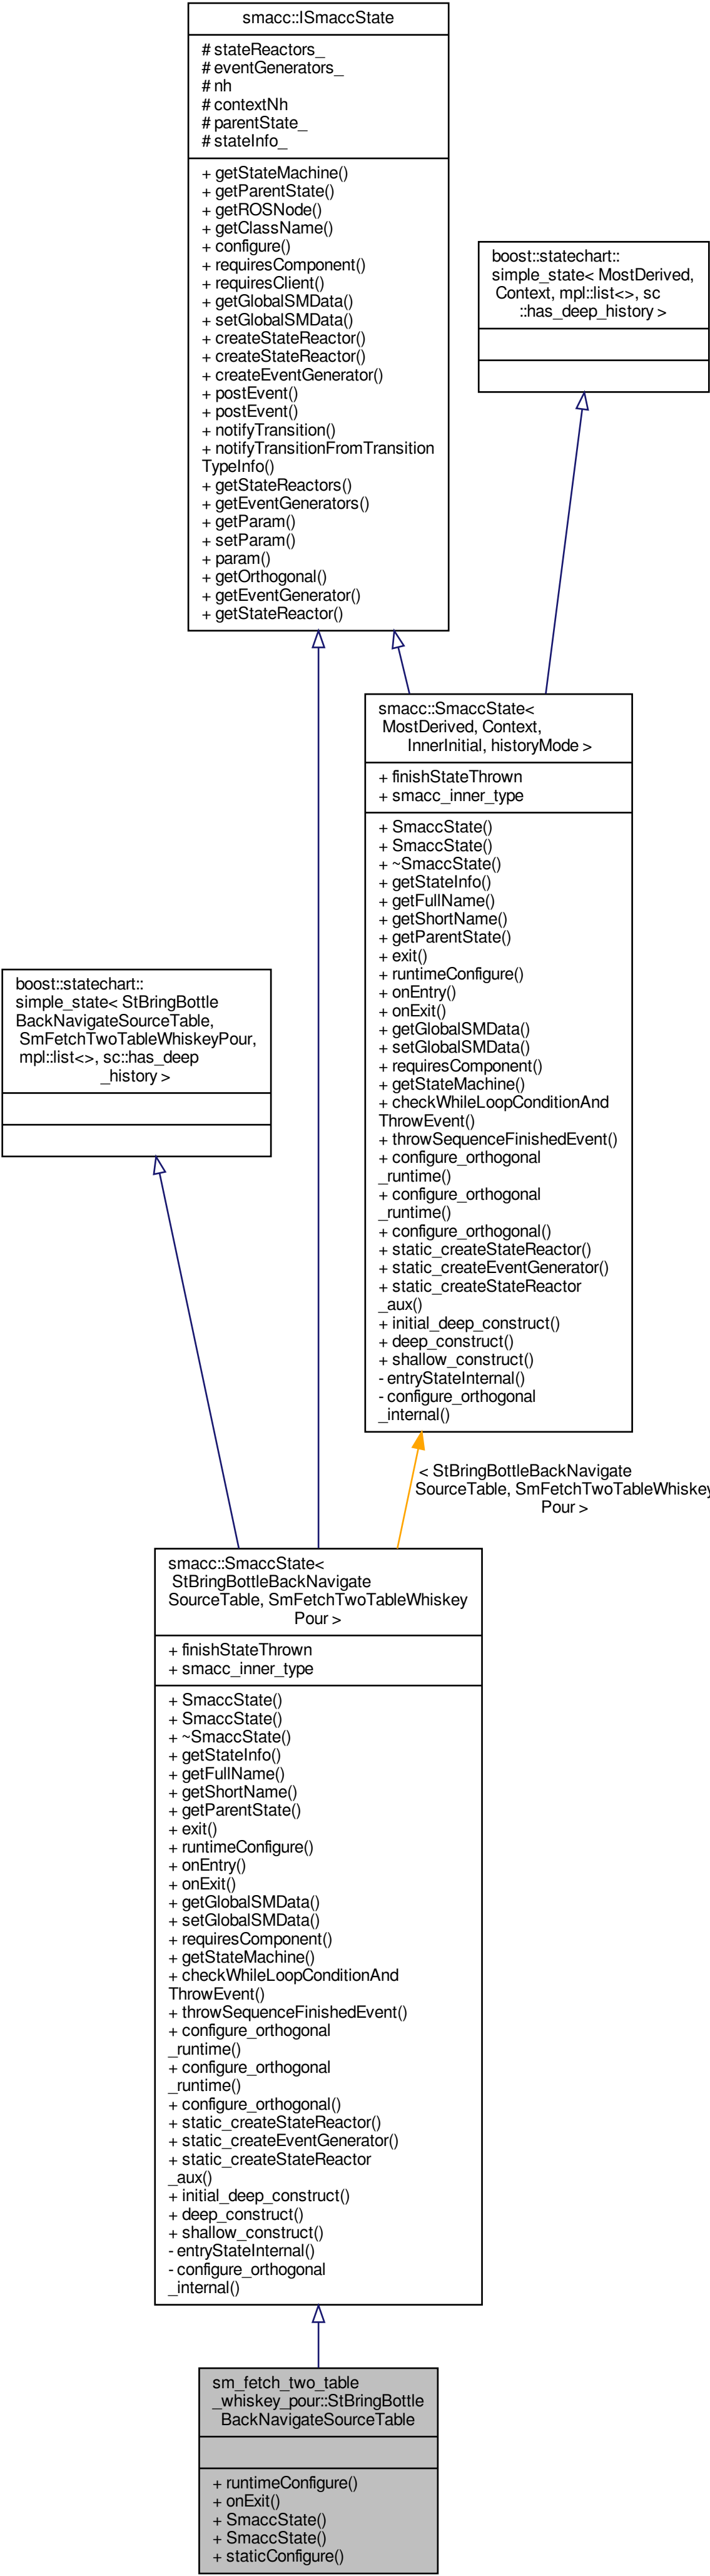 smacc::ISmaccState
# stateReactors_
# eventGenerators_
# nh
# contextNh
# parentState_
# stateInfo_
+ getStateMachine()
+ getParentState()
+ getROSNode()
+ getClassName()
+ configure()
+ requiresComponent()
+ requiresClient()
+ getGlobalSMData()
+ setGlobalSMData()
+ createStateReactor()
+ createStateReactor()
+ createEventGenerator()
+ postEvent()
+ postEvent()
+ notifyTransition()
+ notifyTransitionFromTransition
TypeInfo()
+ getStateReactors()
+ getEventGenerators()
+ getParam()
+ setParam()
+ param()
+ getOrthogonal()
+ getEventGenerator()
+ getStateReactor()
boost::statechart::
simple_state< MostDerived,
Context, mpl::list<>, sc
::has_deep_history >
smacc::SmaccState<
MostDerived, Context,
InnerInitial, historyMode >
+ finishStateThrown
+ smacc_inner_type
+ SmaccState()
+ SmaccState()
+ ~SmaccState()
+ getStateInfo()
+ getFullName()
+ getShortName()
+ getParentState()
+ exit()
+ runtimeConfigure()
+ onEntry()
+ onExit()
+ getGlobalSMData()
+ setGlobalSMData()
+ requiresComponent()
+ getStateMachine()
+ checkWhileLoopConditionAnd
ThrowEvent()
+ throwSequenceFinishedEvent()
+ configure_orthogonal
_runtime()
+ configure_orthogonal
_runtime()
+ configure_orthogonal()
+ static_createStateReactor()
+ static_createEventGenerator()
+ static_createStateReactor
_aux()
+ initial_deep_construct()
+ deep_construct()
+ shallow_construct()
- entryStateInternal()
- configure_orthogonal
_internal()
boost::statechart::
simple_state< StBringBottle
BackNavigateSourceTable,
SmFetchTwoTableWhiskeyPour,
mpl::list<>, sc::has_deep
_history >
< StBringBottleBackNavigate
SourceTable, SmFetchTwoTableWhiskey
Pour >
smacc::SmaccState<
StBringBottleBackNavigate
SourceTable, SmFetchTwoTableWhiskey
Pour >
+ finishStateThrown
+ smacc_inner_type
+ SmaccState()
+ SmaccState()
+ ~SmaccState()
+ getStateInfo()
+ getFullName()
+ getShortName()
+ getParentState()
+ exit()
+ runtimeConfigure()
+ onEntry()
+ onExit()
+ getGlobalSMData()
+ setGlobalSMData()
+ requiresComponent()
+ getStateMachine()
+ checkWhileLoopConditionAnd
ThrowEvent()
+ throwSequenceFinishedEvent()
+ configure_orthogonal
_runtime()
+ configure_orthogonal
_runtime()
+ configure_orthogonal()
+ static_createStateReactor()
+ static_createEventGenerator()
+ static_createStateReactor
_aux()
+ initial_deep_construct()
+ deep_construct()
+ shallow_construct()
- entryStateInternal()
- configure_orthogonal
_internal()
sm_fetch_two_table
_whiskey_pour::StBringBottle
BackNavigateSourceTable
+ runtimeConfigure()
+ onExit()
+ SmaccState()
+ SmaccState()
+ staticConfigure()